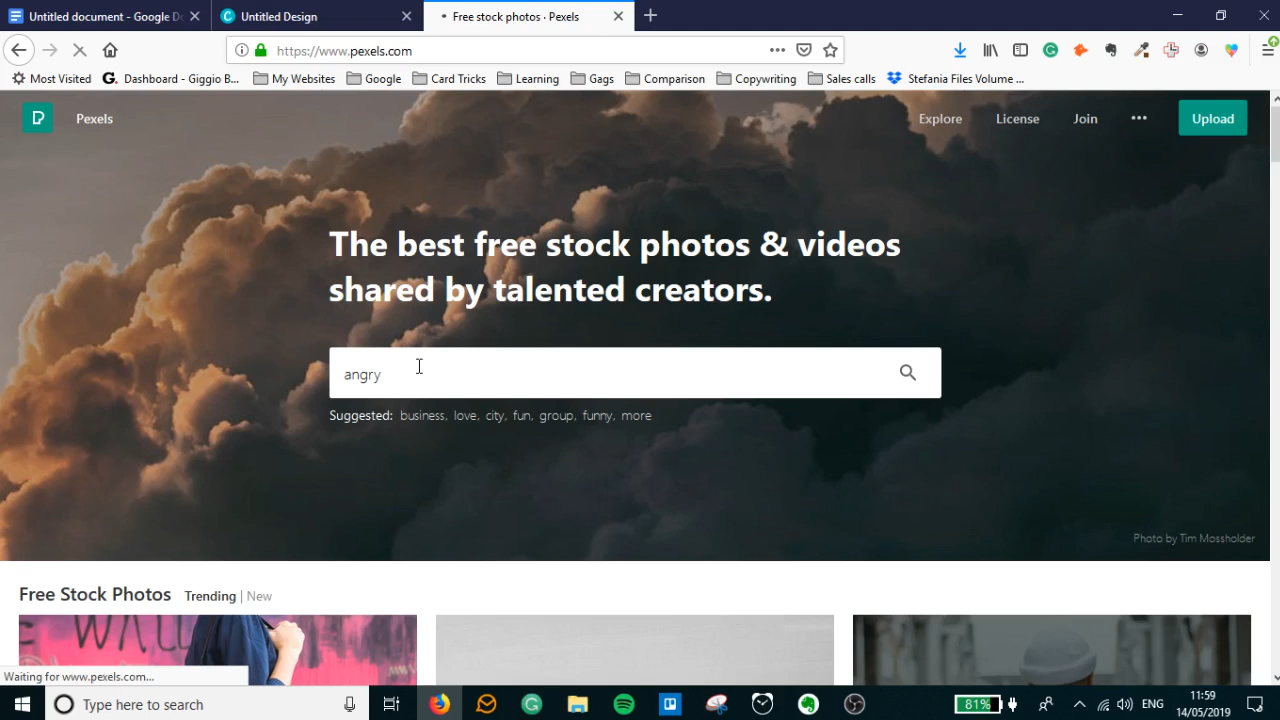 Untitled document - Google D
Untitled Design
Free stock photos · Pexels
https://www.pexels.com
Most Visited
G. Dashboard - Giggio B...
My Websites
Google
Card Tricks
Learning
Gags
Comparison
Copywriting
Sales calls
Stefania Files Volume ...
Pexels
Explore
License
Join
Upload
The best free stock photos & videos
shared by talented creators.
angry
Suggested: business, love, city, fun, group, funny, more
Photo by Tim Mossholder
Free Stock Photos Trending | New
WALL
Waiting for www.pexels.com...
Type here to search
81%
ENG
11:59
14/05/2019